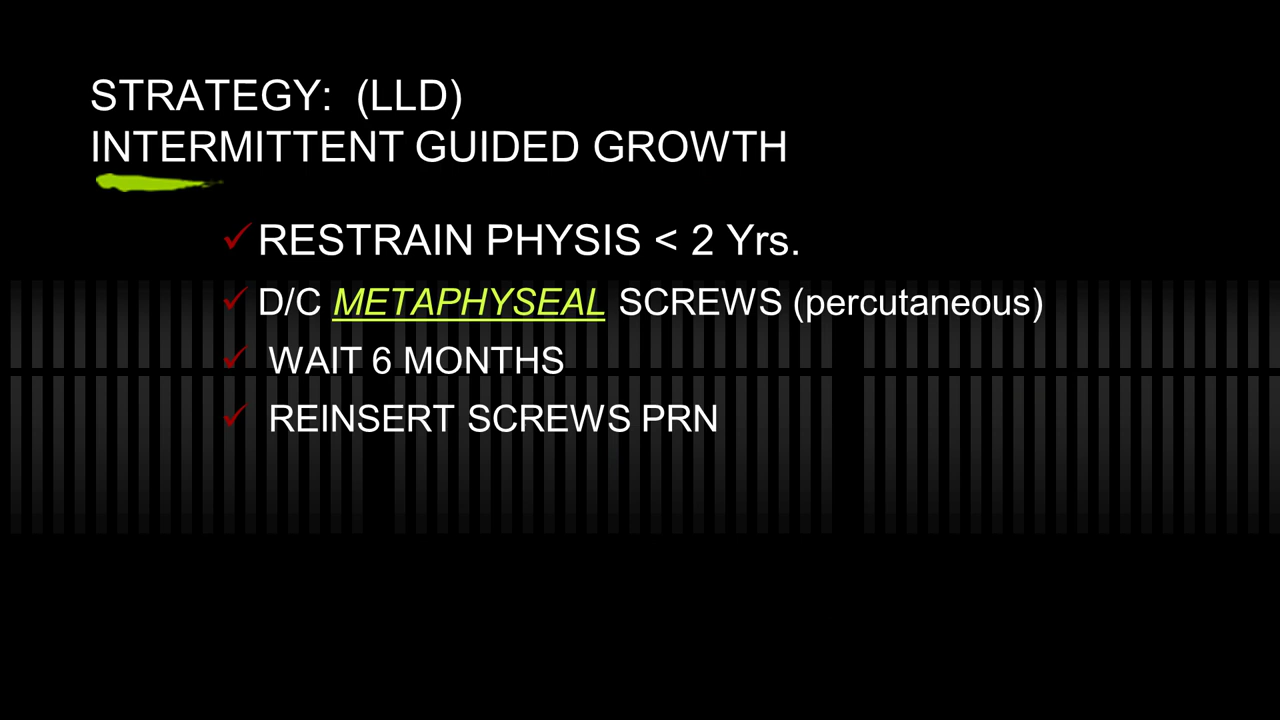 STRATEGY: (LLD)
INTERMITTENT GUIDED GROWTH
RESTRAIN PHYSIS < 2 Yrs.
D/C METAPHYSEAL SCREWS (percutaneous)
WAIT 6 MONTHS
REINSERT SCREWS PRN